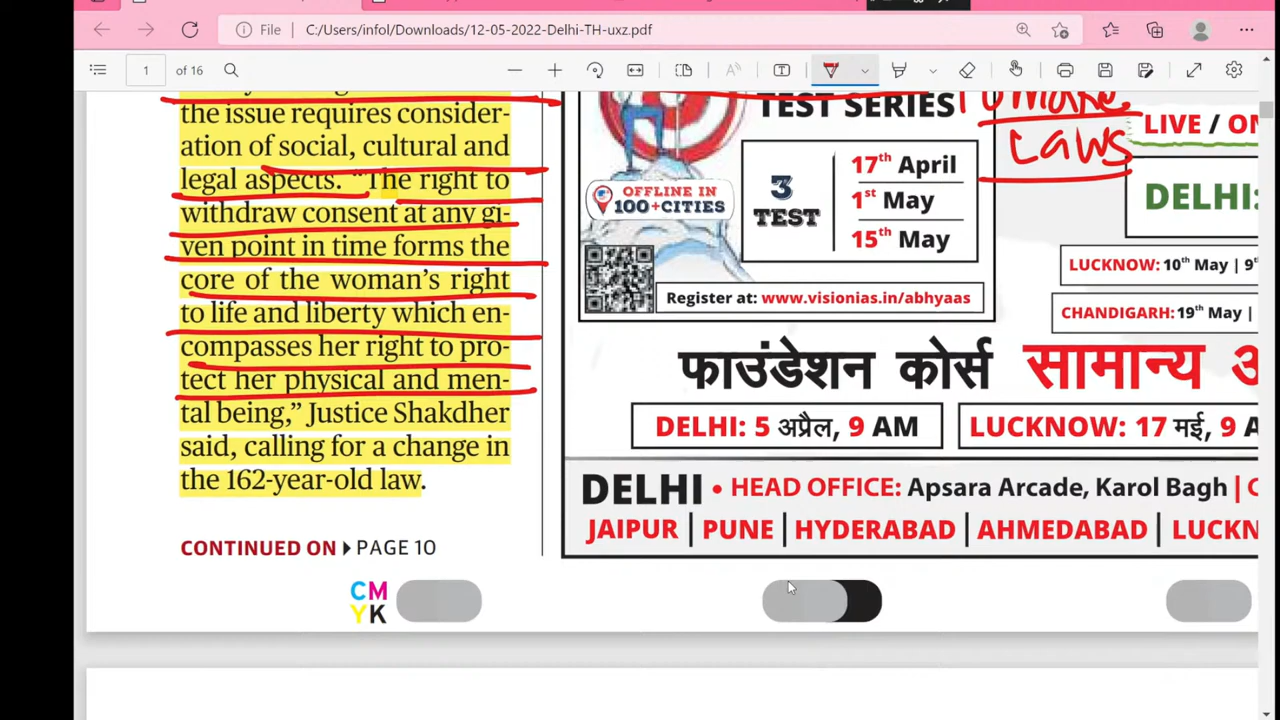 File
C:/Users/infol/Downloads/12-05-2022-Delhi-TH-uxz.pdf
1 of 16
the issue requires consider-
ation of social, cultural and
legal aspects. “The right to
withdraw consent at any gi-
ven point in time forms the
core of the woman’s right
to life and liberty which en-
compasses her right to pro-
tect her physical and men-
tal being,” Justice Shakdher
said, calling for a change in
the 162-year-old law.
CONTINUED ON PAGE 10
CM
YK
TEST SERIES
OFFLINE IN
100+CITIES
3
TEST
17th April
1st May
15th May
Register at: www.visionias.in/abhyaas
Laws
LIVE / ON
DELHI:
LUCKNOW: 10th May | 9
CHANDIGARH: 19th May |
फाउंडेशन कोर्स सामान्य
DELHI: 5 अप्रैल, 9 AM
LUCKNOW: 17 मई, 9 A
DELHI • HEAD OFFICE: Apsara Arcade, Karol Bagh |
JAIPUR | PUNE | HYDERABAD | AHMEDABAD | LUCKN